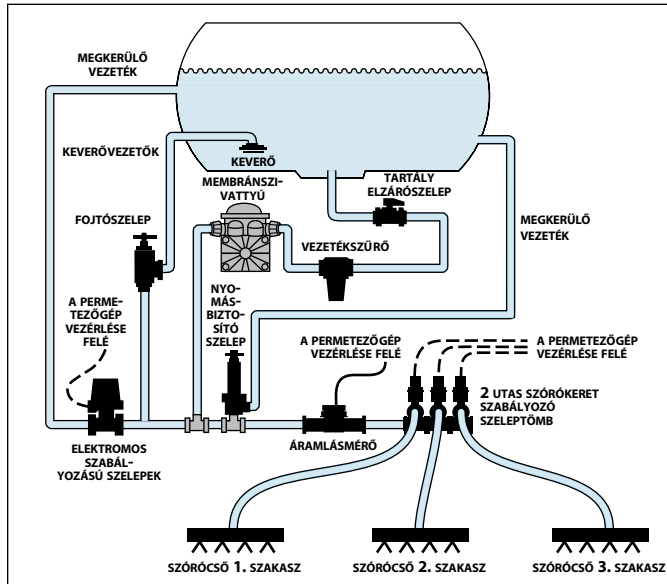 MEGKERÜLŐ
VEZETÉK
KEVERŐVEZETŐK
KEVERŐ
MEMBRÁNSZI-
VATTYÚ
TARTÁLY
ELZÁRÓSZELEP
FOJTÓSZELEP
VEZETÉKSZŰRŐ
MEGKERÜLŐ
VEZETÉK
A PERME-
TEZŐGÉP
VEZÉRLÉSE
FELÉ
NYO-
MÁS-
BIZTO-
SÍTÓ
SZELEP
A PERMETEZŐGÉP
VEZÉRLÉSE FELÉ
A PERMETEZŐGÉP
VEZÉRLÉSE FELÉ
2 UTAS SZÓRÓKERET
SZABÁLYOZÓ
SZELEPTÖMB
ELEKTROMOS
SZABÁL-
YOZÁSÚ SZELEPEK
ÁRAMLÁSMÉRŐ
SZÓRÓCSŐ 1. SZAKASZ
SZÓRÓCSŐ 2. SZAKASZ
SZÓRÓCSŐ 3. SZAKASZ